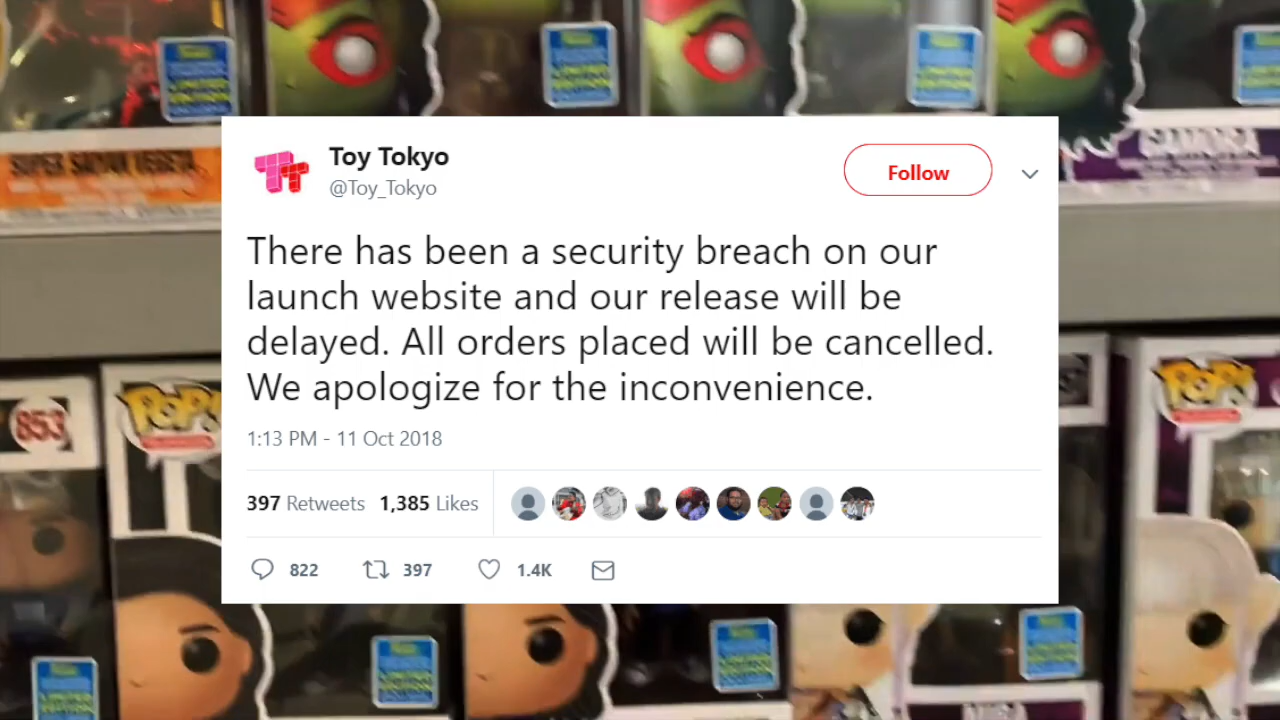 SUPER SAIYAN VEGETA
GAMORA
Toy Tokyo
@Toy_Tokyo
Follow
There has been a security breach on our
launch website and our release will be
delayed. All orders placed will be cancelled.
We apologize for the inconvenience.
1:13 PM - 11 Oct 2018
397 Retweets 1,385 Likes
822 397 1.4K
853
POP!
POP!